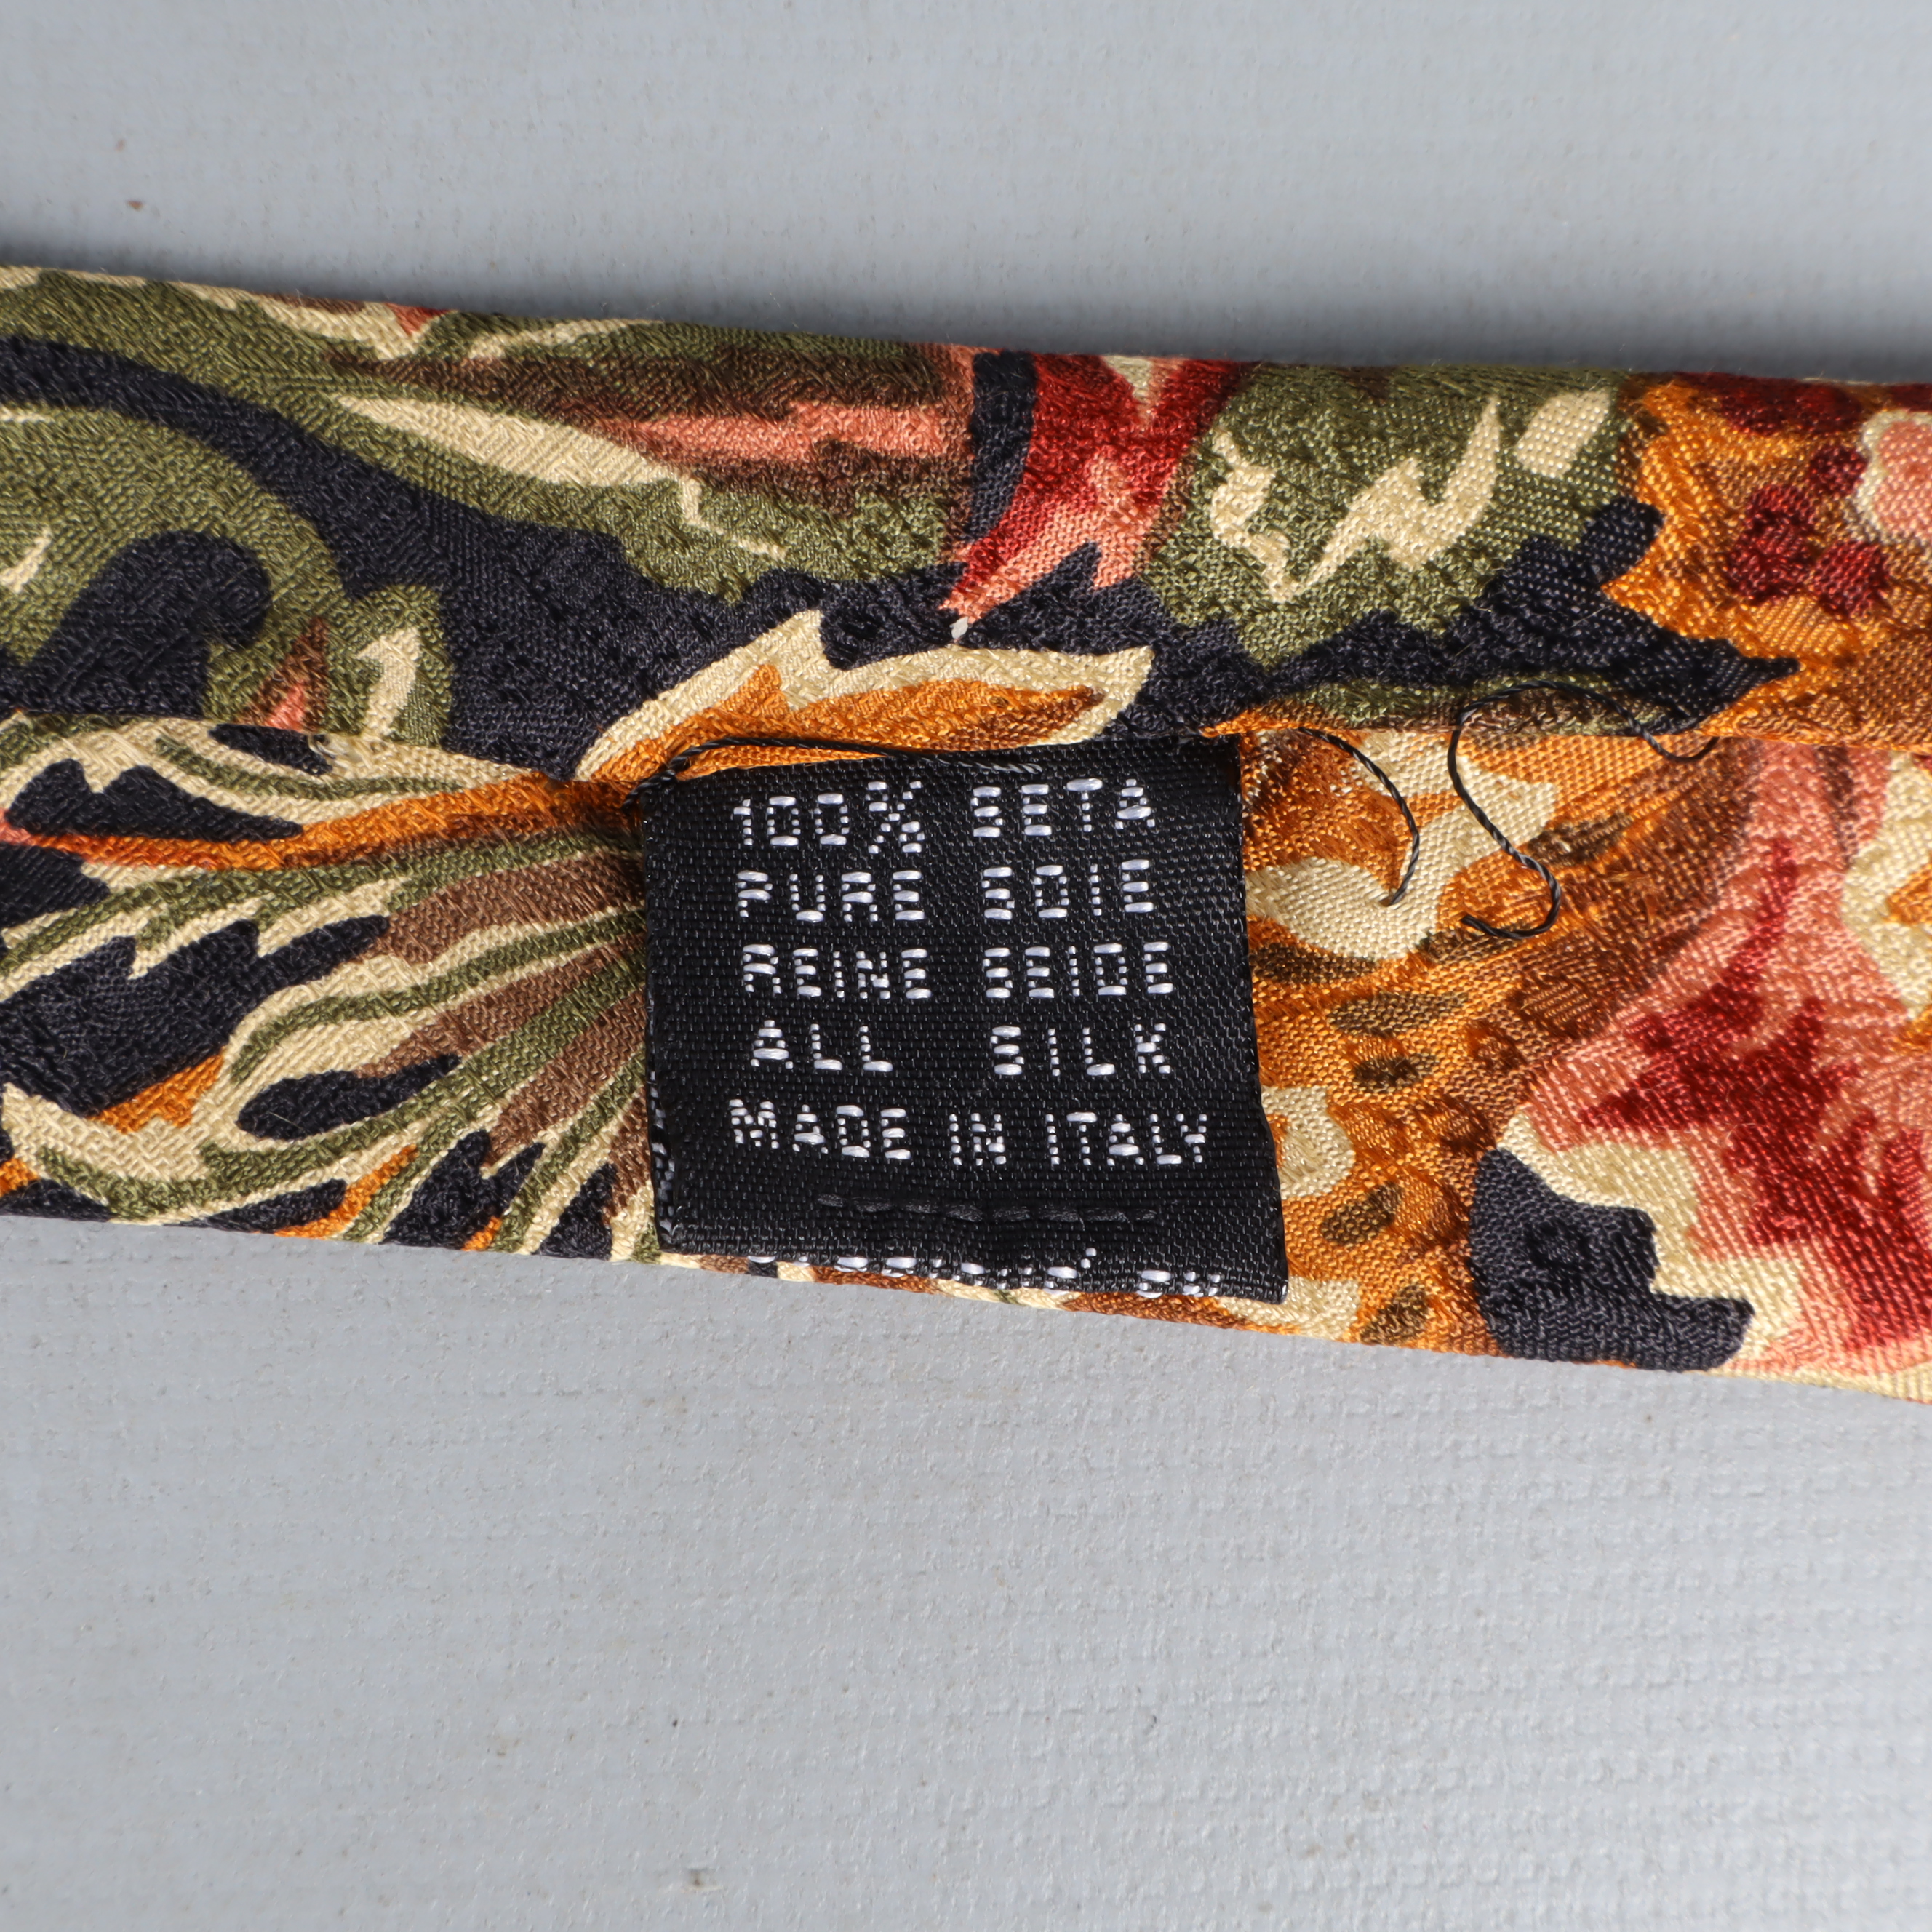 100% SETA
PURE SOIE
REINE SEIDE
ALL SILK
MADE IN ITALY